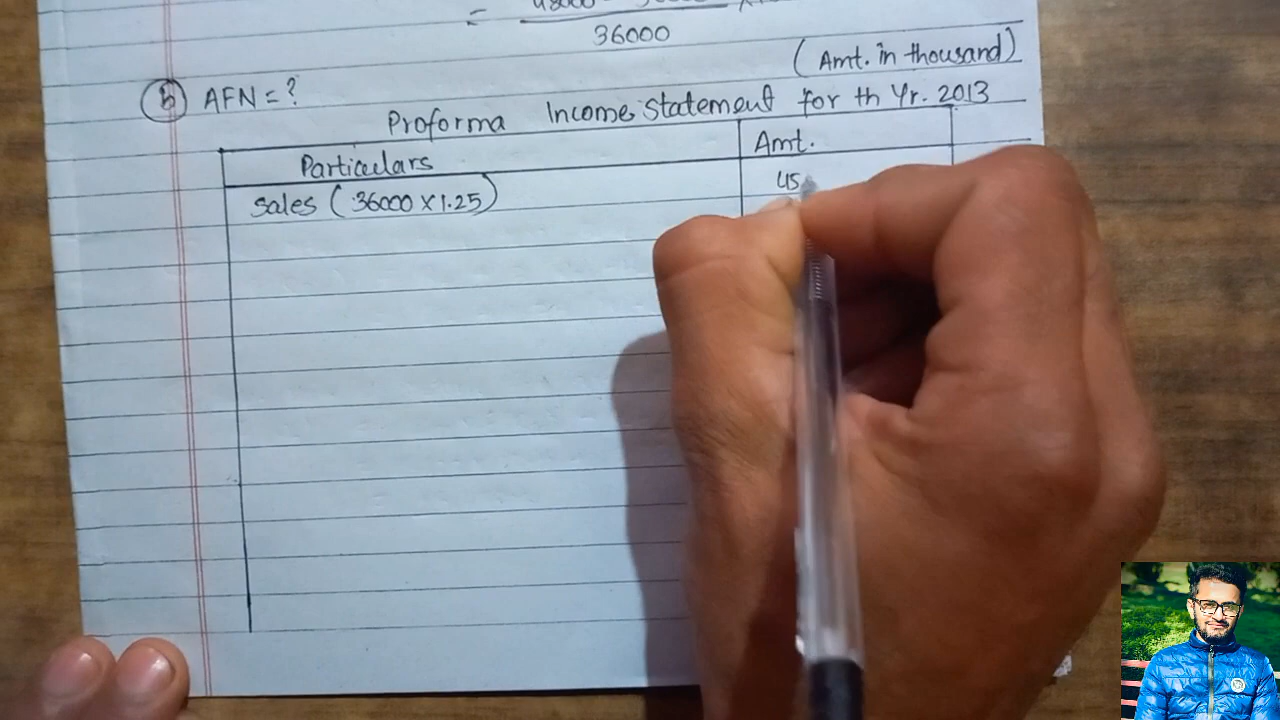 =
36000
(Amt. in thousand)
(b) AFN = ?
Proforma Income statement for th Yr. 2013
Particulars Amt.
Sales (36000 × 1.25) 45